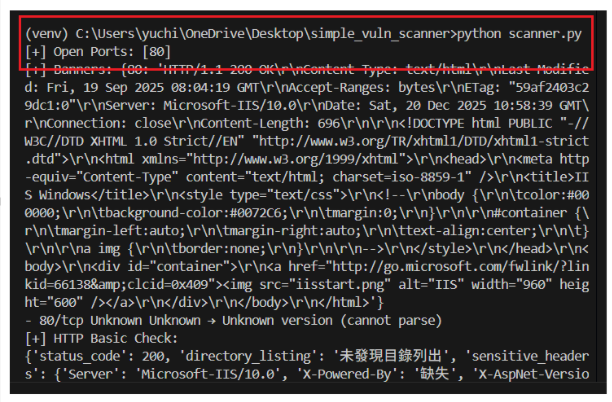 (venv) C:\Users\yuchi\OneDrive\Desktop\simple_vuln_scanner>python scanner.py
[+] Open Ports: [80]
[+] Banners: {80: 'HTTP/1.1 200 OK\r\nContent-Type: text/html\r\nLast-Modifie
d: Fri, 19 Sep 2025 08:04:19 GMT\r\nAccept-Ranges: bytes\r\nETag: "59af2403c2
9dc1:0"\r\nServer: Microsoft-IIS/10.0\r\nDate: Sat, 20 Dec 2025 10:58:39 GMT\
r\nConnection: close\r\nContent-Length: 696\r\n\r\n<!DOCTYPE html PUBLIC "-//
W3C//DTD XHTML 1.0 Strict//EN" "http://www.w3.org/TR/xhtml1/DTD/xhtml1-strict
.dtd">\r\n<html xmlns="http://www.w3.org/1999/xhtml">\r\n<head>\r\n<meta http
-equiv="Content-Type" content="text/html; charset=iso-8859-1" />\r\n<title>II
S Windows</title>\r\n<style type="text/css">\r\n<!--\r\nbody {\r\n\tcolor:#00
0000;\r\n\tbackground-color:#0072C6;\r\n\tmargin:0;\r\n}\r\n\r\n#container {\
r\n\tmargin-left:auto;\r\n\tmargin-right:auto;\r\n\ttext-align:center;\r\n\t}
\r\n\r\na img {\r\n\tborder:none;\r\n}\r\n\r\n-->\r\n</style>\r\n</head>\r\n<
body>\r\n<div id="container">\r\n<a href="http://go.microsoft.com/fwlink/?lin
kid=66138&amp;clcid=0x409"><img src="iisstart.png" alt="IIS" width="960" heig
ht="600" /></a>\r\n</div>\r\n</body>\r\n</html>'}
- 80/tcp Unknown Unknown → Unknown version (cannot parse)
[+] HTTP Basic Check:
{'status_code': 200, 'directory_listing': '未發現目錄列出', 'sensitive_header
s': {'Server': 'Microsoft-IIS/10.0', 'X-Powered-By': '缺失', 'X-AspNet-Versio